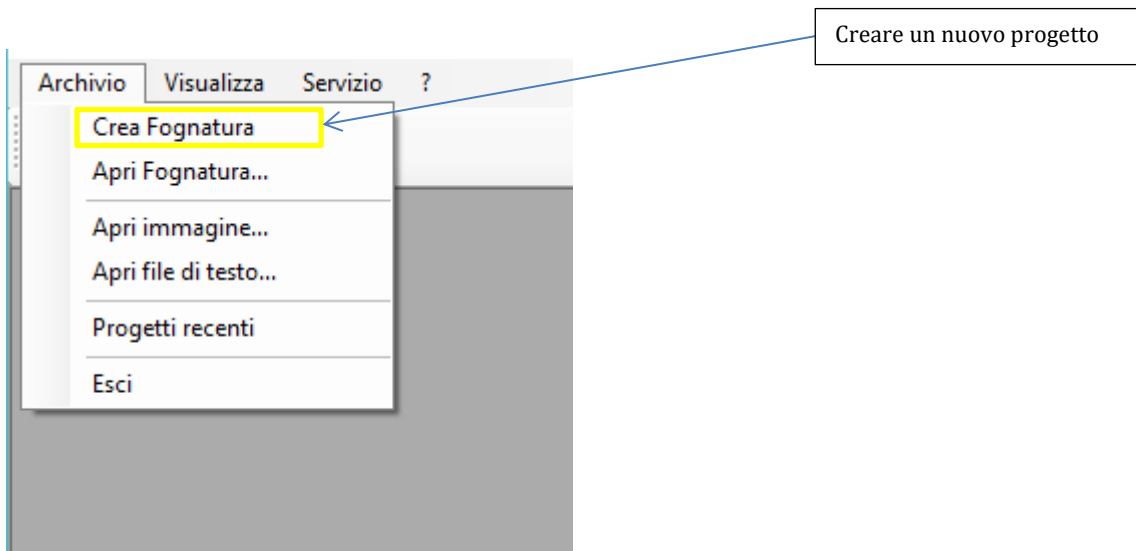 Creare un nuovo progetto
Archivio Visualizza Servizio ?
Crea Fognatura
Apri Fognatura...
Apri immagine...
Apri file di testo...
Progetti recenti
Esci